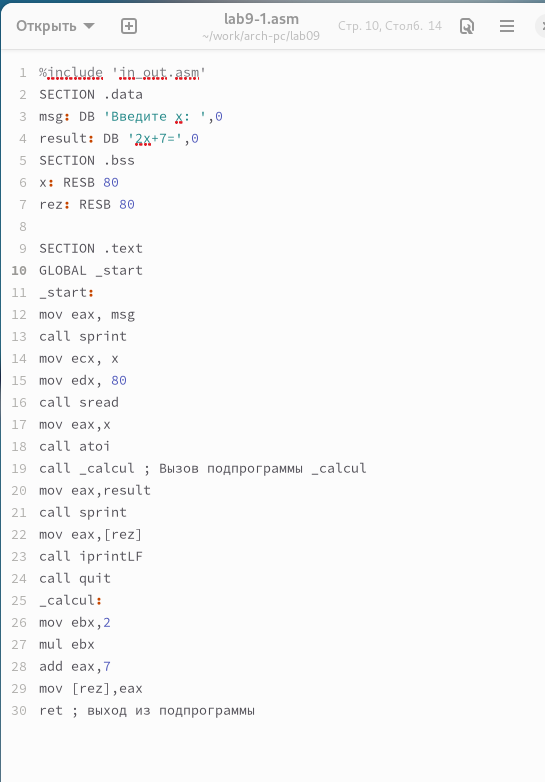 Открыть
lab9-1.asm
~/work/arch-pc/lab09
Стр. 10, Столб. 14
1 %include 'in_out.asm'
2 SECTION .data
3 msg: DB 'Введите x: ',0
4 result: DB '2x+7=',0
5 SECTION .bss
6 x: RESB 80
7 rez: RESB 80
8
9 SECTION .text
10 GLOBAL _start
11 _start:
12 mov eax, msg
13 call sprint
14 mov ecx, x
15 mov edx, 80
16 call sread
17 mov eax,x
18 call atoi
19 call _calcul ; Вызов подпрограммы _calcul
20 mov eax,result
21 call sprint
22 mov eax,[rez]
23 call iprintLF
24 call quit
25 _calcul:
26 mov ebx,2
27 mul ebx
28 add eax,7
29 mov [rez],eax
30 ret ; выход из подпрограммы